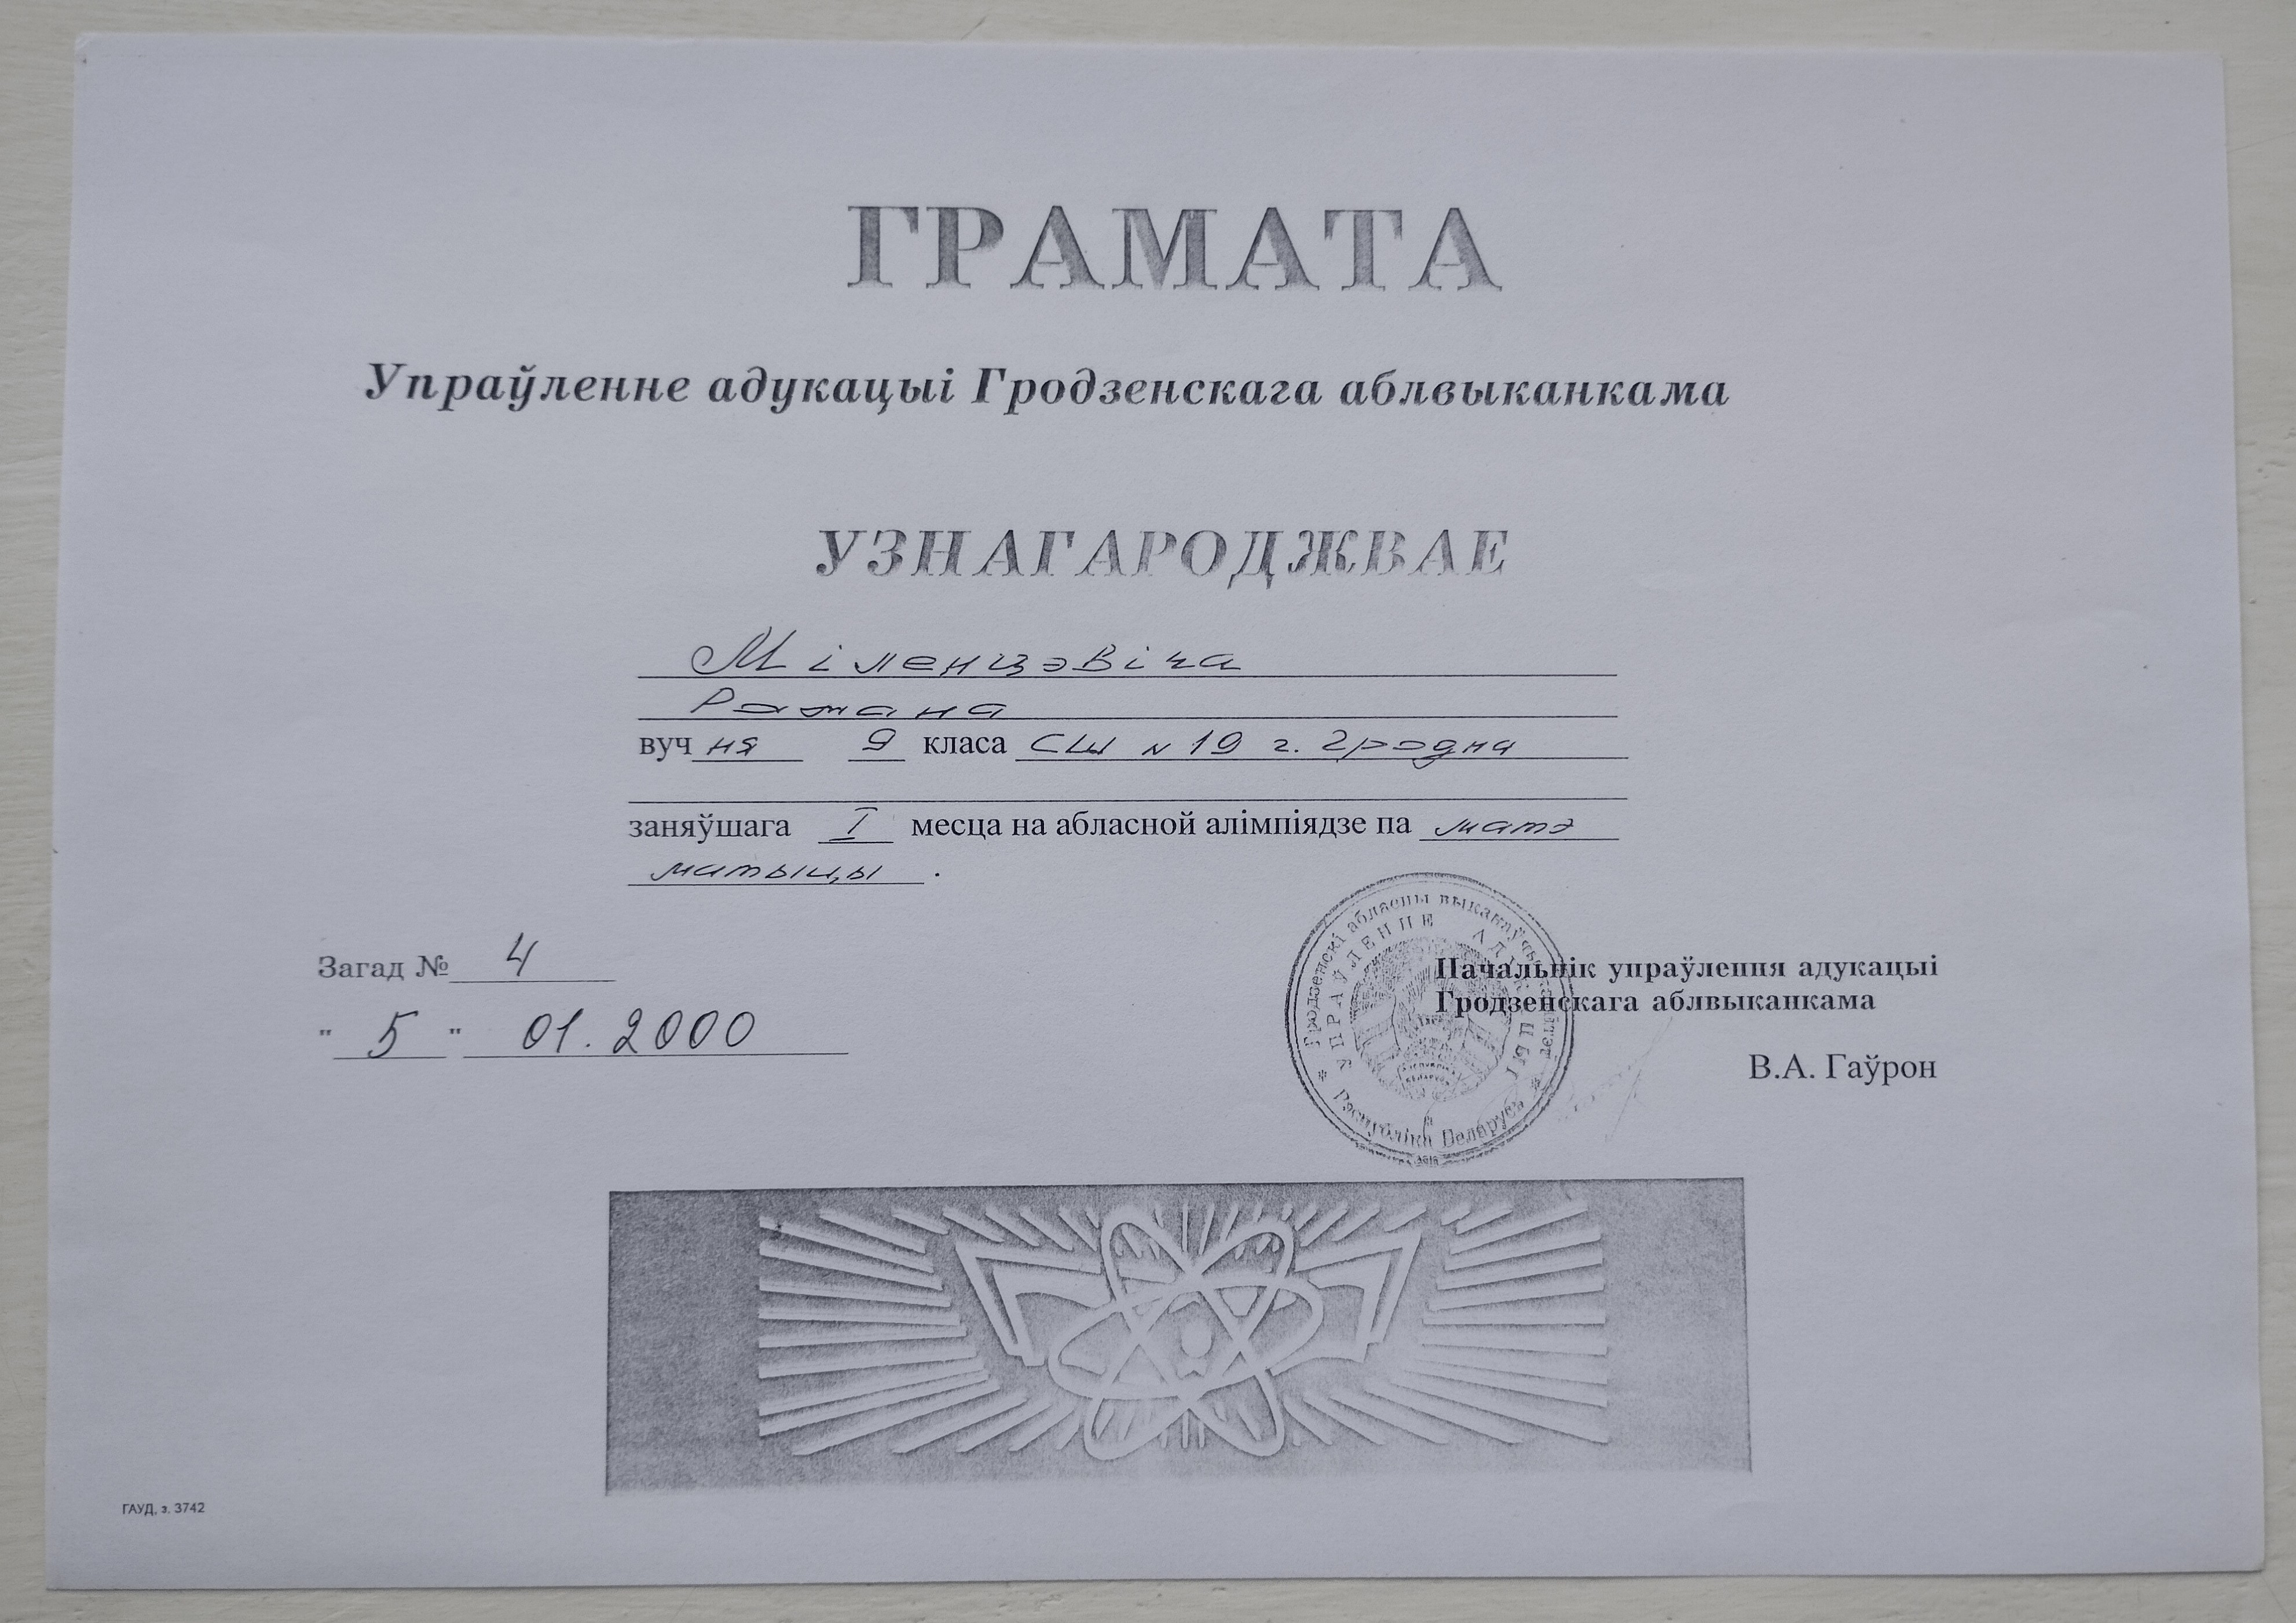 ГРАМАТА
Упраўленне адукацыі Гродзенскага аблвыканкама
УЗНАГАРОДЖВАЕ
Міленцэвіча
Рамана
вучня 9 класа СШ N 19 г. Гродна
заняўшага I месца на абласной алімпіядзе па матэ
матыцы.
Загад № 4
"5" 01.2000
Гродзенскі абласны выканаўчы камітэт
УПРАЎЛЕННЕ АДУКАЦЫІ
* Рэспубліка Беларусь *
Начальнік упраўлення адукацыі
Гродзенскага аблвыканкама
В.А. Гаўрон
ГАУД, з. 3742